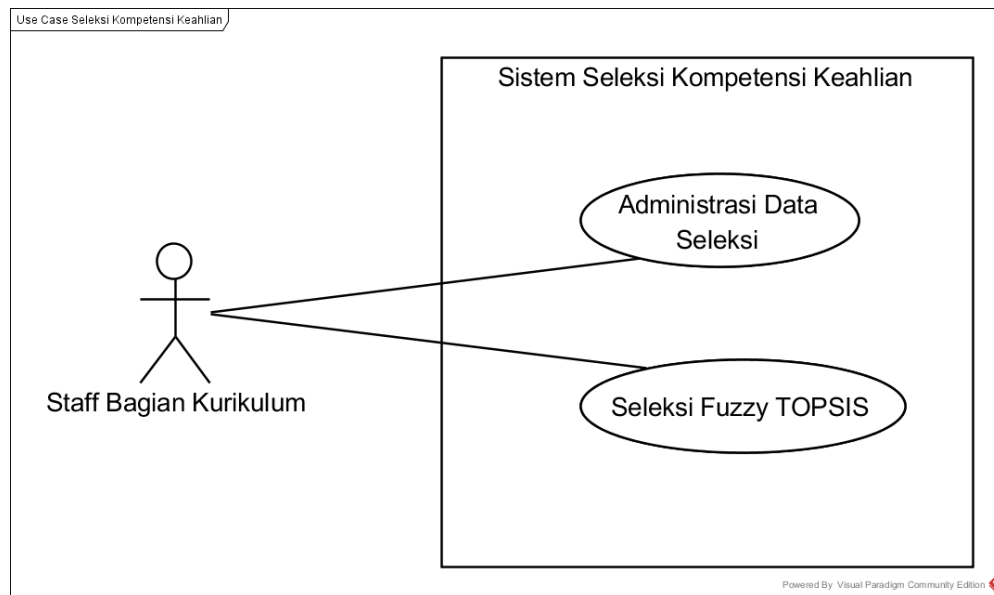 Use Case Seleksi Kompetensi Keahlian
Sistem Seleksi Kompetensi Keahlian
Administrasi Data
Seleksi
Staff Bagian Kurikulum
Seleksi Fuzzy TOPSIS
Powered By Visual Paradigm Community Edition